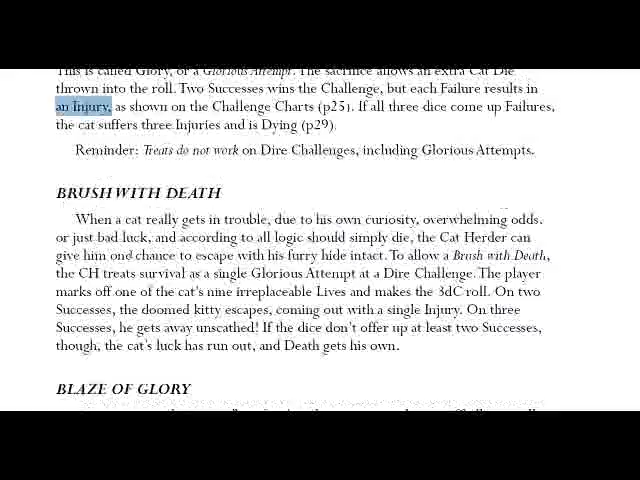 This is called Glory, or a Glorious Attempt. The sacrifice allows an extra Cat Die
thrown into the roll. Two Successes wins the Challenge, but each Failure results in
an Injury, as shown on the Challenge Charts (p25). If all three dice come up Failures,
the cat suffers three Injuries and is Dying (p29).
Reminder: Treats do not work on Dire Challenges, including Glorious Attempts.
BRUSH WITH DEATH
When a cat really gets in trouble, due to his own curiosity, overwhelming odds,
or just bad luck, and according to all logic should simply die, the Cat Herder can
give him one chance to escape with his furry hide intact. To allow a Brush with Death,
the CH treats survival as a single Glorious Attempt at a Dire Challenge. The player
marks off one of the cat's nine irreplaceable Lives and makes the 3dC roll. On two
Successes, the doomed kitty escapes, coming out with a single Injury. On three
Successes, he gets away unscathed! If the dice don't offer up at least two Successes,
though, the cat's luck has run out, and Death gets his own.
BLAZE OF GLORY